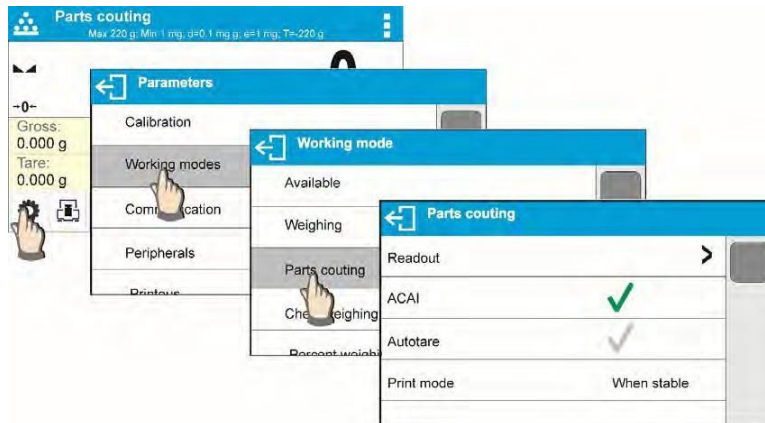 Parts couting
Max 220 g; Min 1 mg; d=0.1 mg g; e=1 mg; T=-220 g
0
→0←
Gross:
0.000 g
Tare:
0.000 g
Parameters
Calibration
Working modes
Peripherals
Working mode
Available
Weighing
Parts couting
Parts couting
Readout
ACAI
Autotare
Print mode When stable